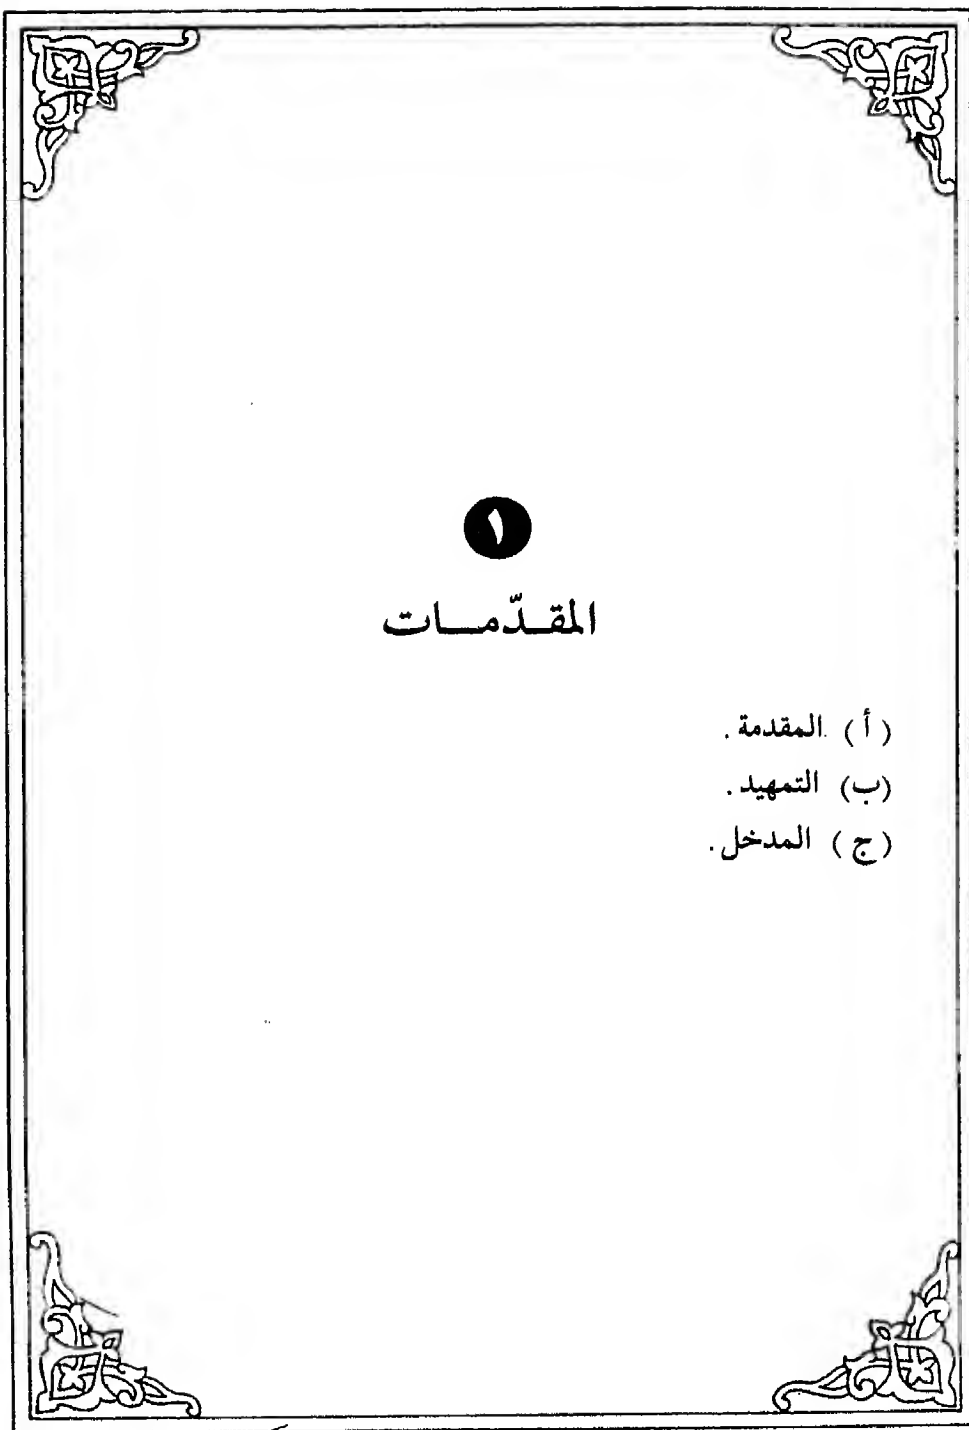 ١
المقدّمات
( أ ) المقدمة .
(ب) التمهيد .
( ج ) المدخل .